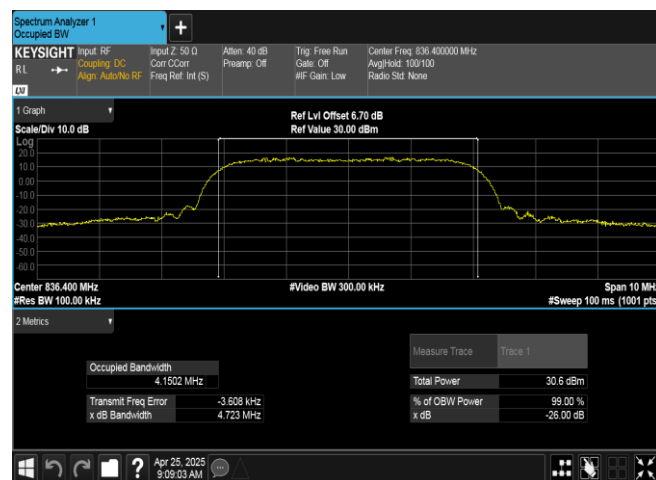 Spectrum Analyzer 1
Occupied BW
+
KEYSIGHT Input: RF Input Z: 50 Ω Atten: 40 dB Trig: Free Run Center Freq: 836.400000 MHz
RL Coupling: DC Corr CCorr Preamp: Off Gate: Off Avg|Hold: 100/100
Align: Auto/No RF Freq Ref: Int (S) #IF Gain: Low Radio Std: None
LXI
1 Graph
Ref Lvl Offset 6.70 dB
Scale/Div 10.0 dB Ref Value 30.00 dBm
Log
20.0
10.0
0.00
-10.0
-20.0
-30.0
-40.0
-50.0
-60.0
Center 836.400 MHz #Video BW 300.00 kHz Span 10 MHz
#Res BW 100.00 kHz #Sweep 100 ms (1001 pts
2 Metrics
Measure Trace Trace 1
Occupied Bandwidth
4.1502 MHz Total Power 30.6 dBm
Transmit Freq Error -3.608 kHz % of OBW Power 99.00 %
x dB Bandwidth 4.723 MHz x dB -26.00 dB
? Apr 25, 2025
9:09:03 AM